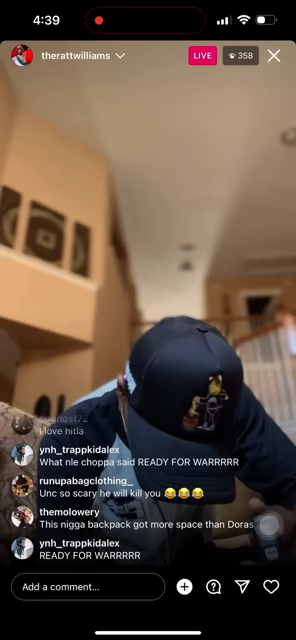 4:39
therattwilliams
LIVE
358
I love hitla
ynh_trappkidalex
What nle choppa said READY FOR WARRRRR
runupabagclothing_
Unc so scary he will kill you 😂😂😂
themolowery
This nigga backpack got more space than Doras
ynh_trappkidalex
READY FOR WARRRRR
Add a comment...